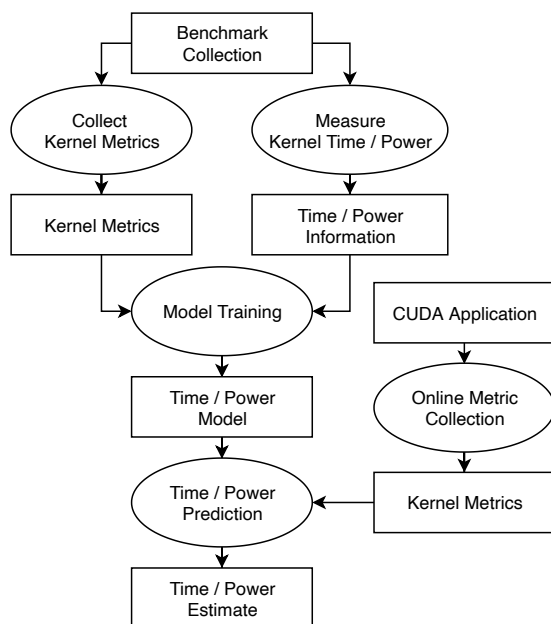 Benchmark
Collection
Collect
Kernel Metrics
Measure
Kernel Time / Power
Kernel Metrics
Time / Power
Information
Model Training
CUDA Application
Time / Power
Model
Online Metric
Collection
Time / Power
Prediction
Kernel Metrics
Time / Power
Estimate